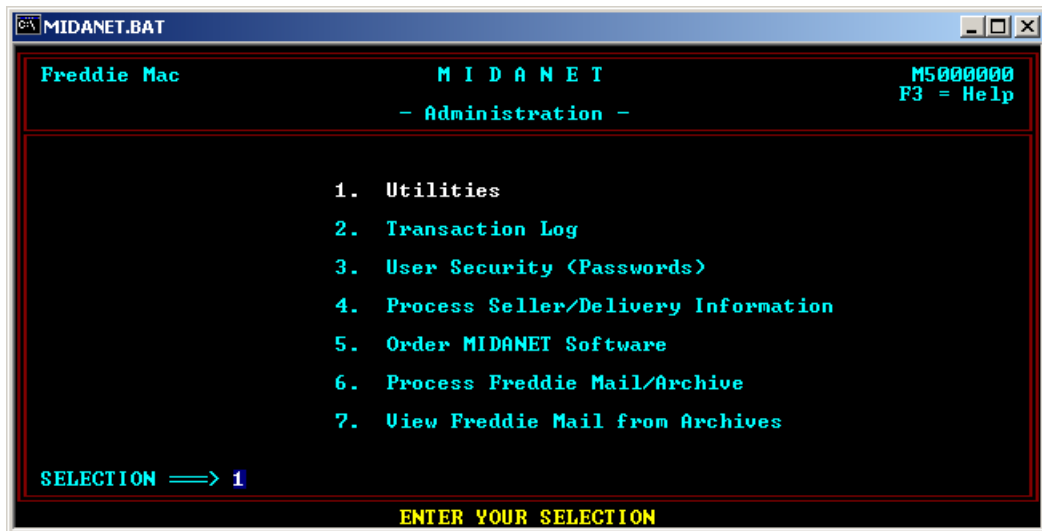 MIDANET.BAT
Freddie Mac M I D A N E T M5000000
F3 = Help
- Administration -
1. Utilities
2. Transaction Log
3. User Security (Passwords)
4. Process Seller/Delivery Information
5. Order MIDANET Software
6. Process Freddie Mail/Archive
7. View Freddie Mail from Archives
SELECTION ===> 1
ENTER YOUR SELECTION